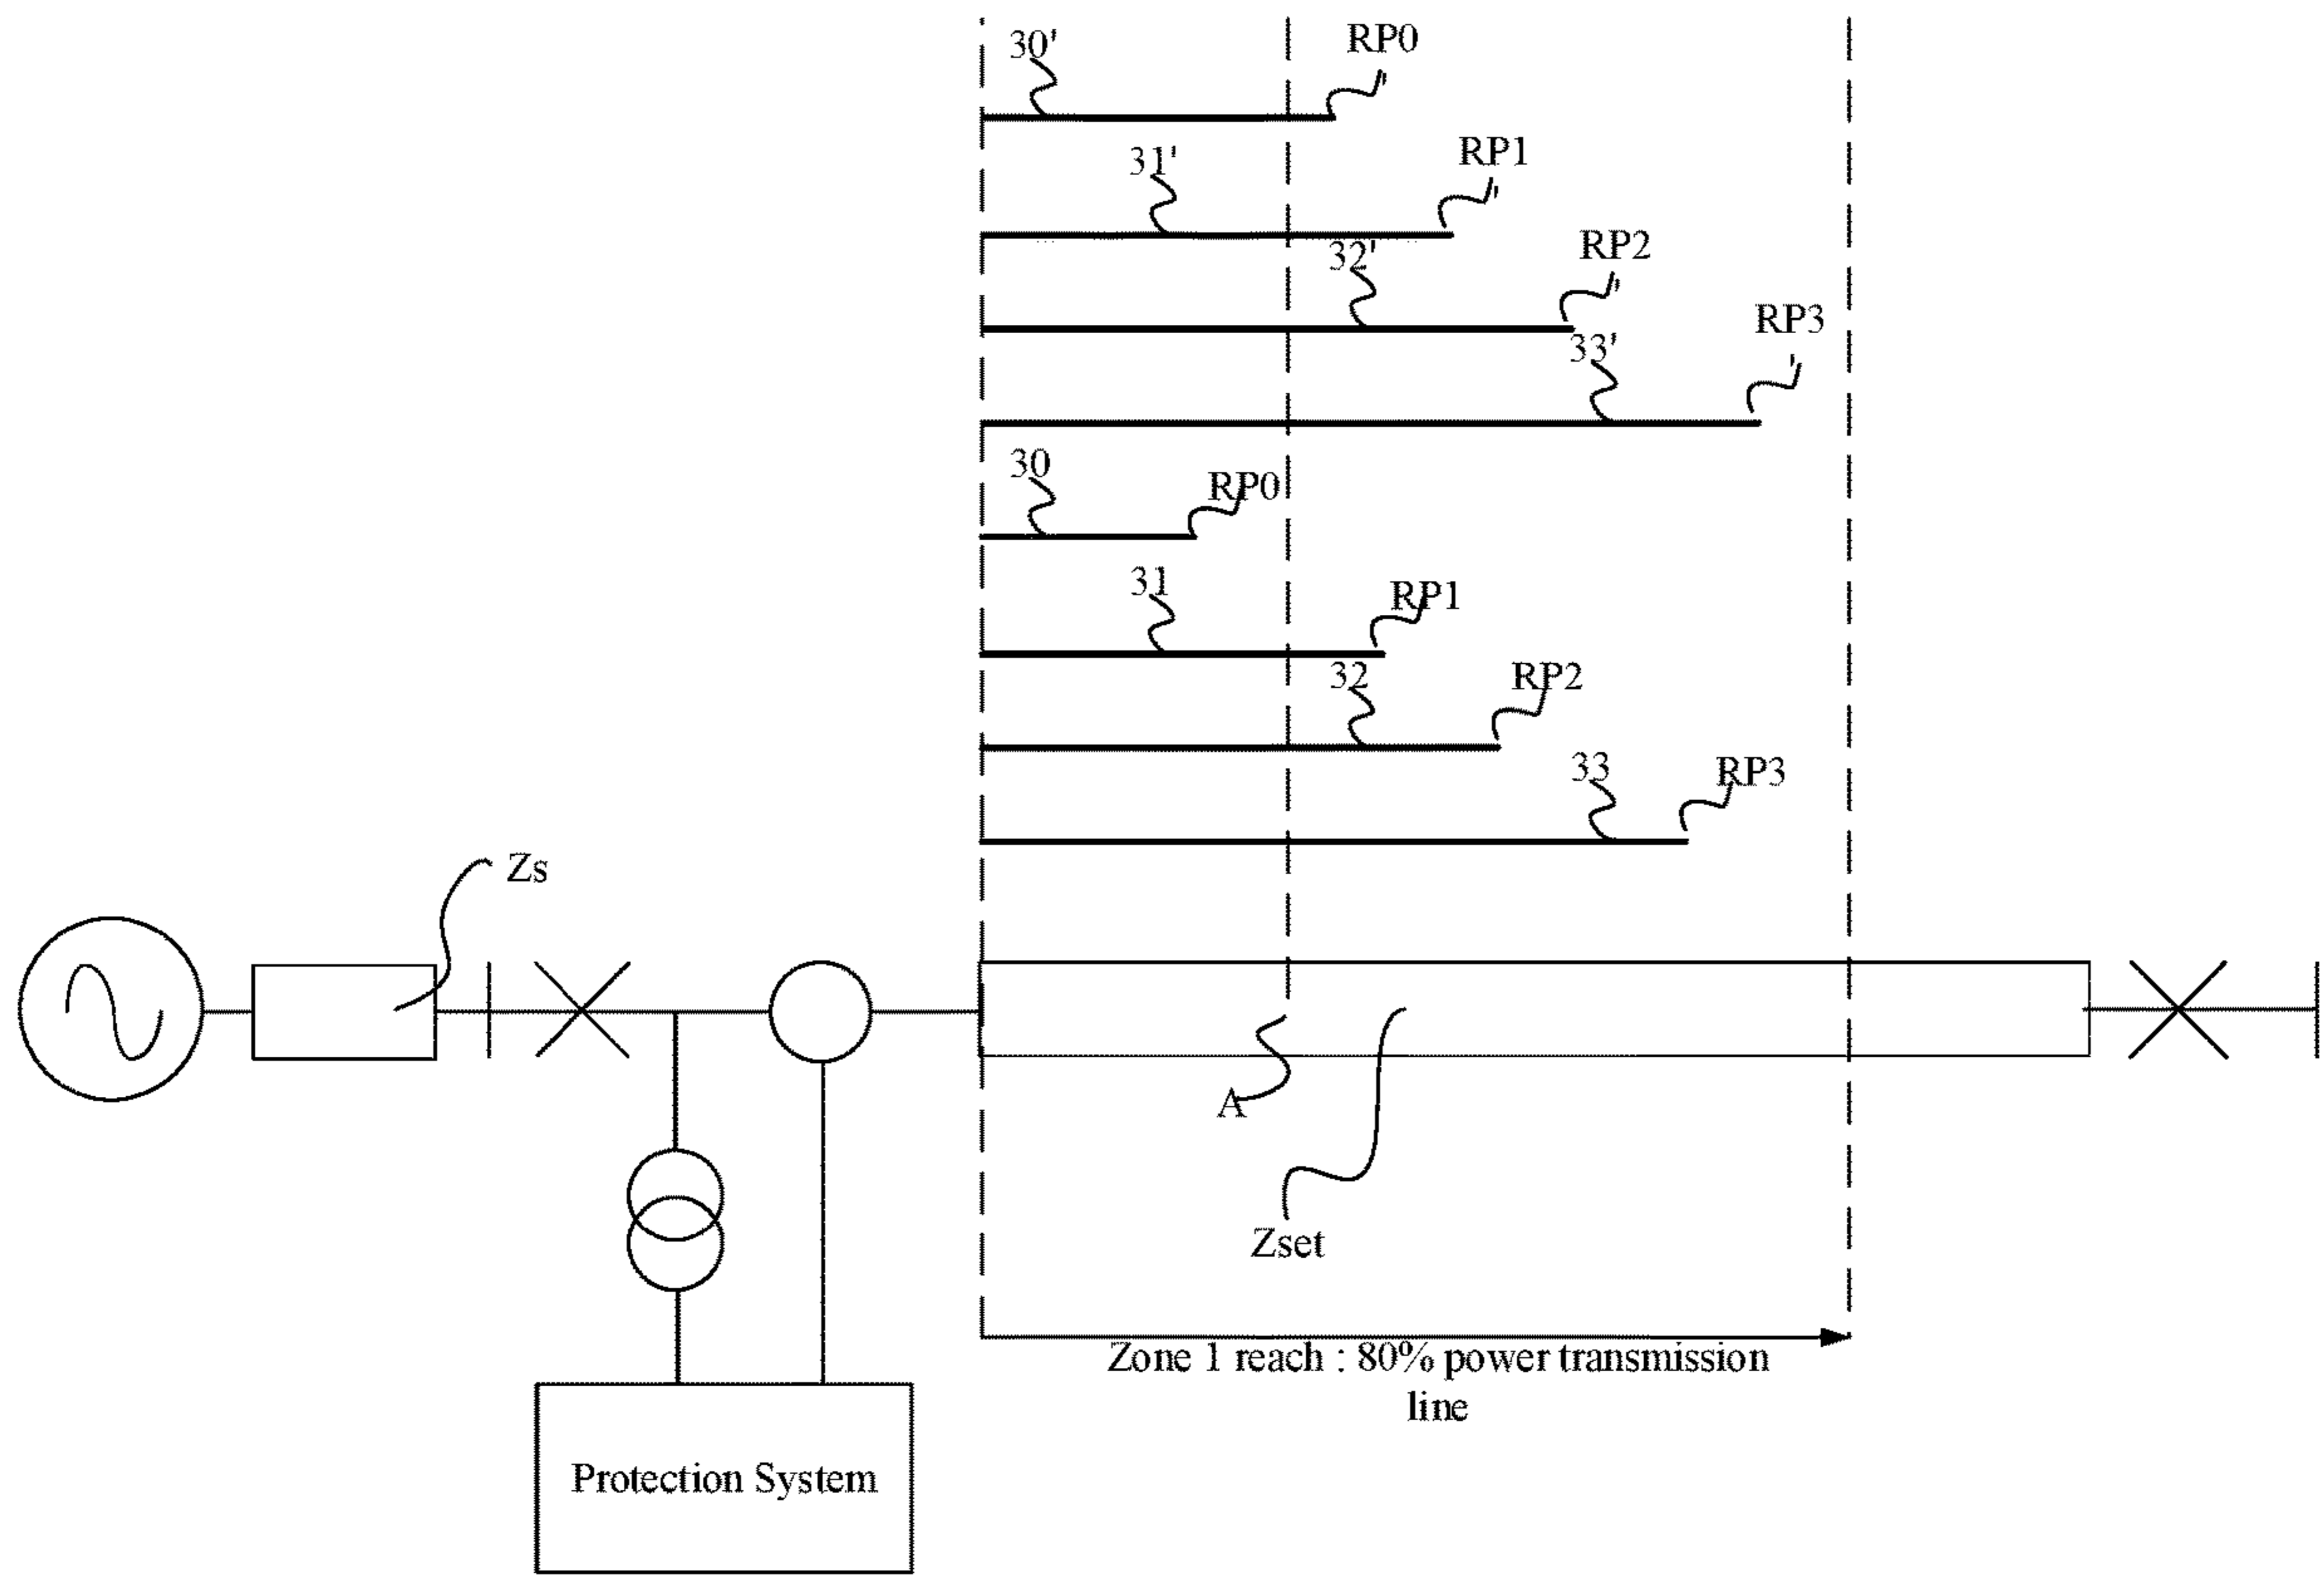 30'
RP0'
31'
RP1'
32'
RP2'
33'
RP3'
30
RP0
31
RP1
32
RP2
33
RP3
Zs
A
Zset
Zone 1 reach : 80% power transmission
line
Protection System